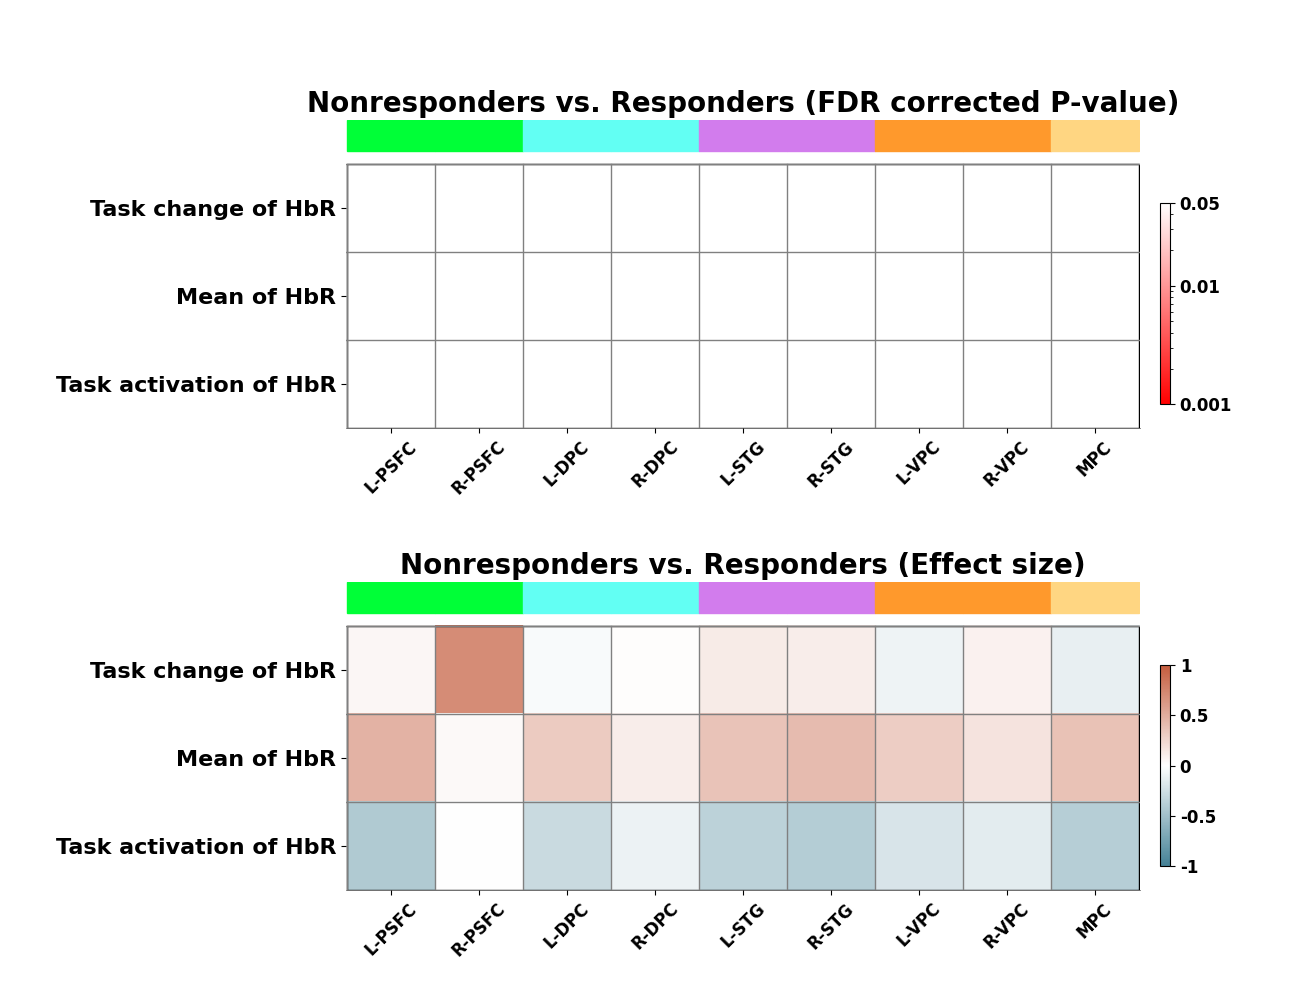 Nonresponders vs. Responders (FDR corrected P-value)
Task change of HbR
Mean of HbR
Task activation of HbR
0.05
0.01
0.001
L-PSFC R-PSFC L-DPC R-DPC L-STG R-STG L-VPC R-VPC MPC
Nonresponders vs. Responders (Effect size)
Task change of HbR
Mean of HbR
Task activation of HbR
1
0.5
0
-0.5
-1
L-PSFC R-PSFC L-DPC R-DPC L-STG R-STG L-VPC R-VPC MPC